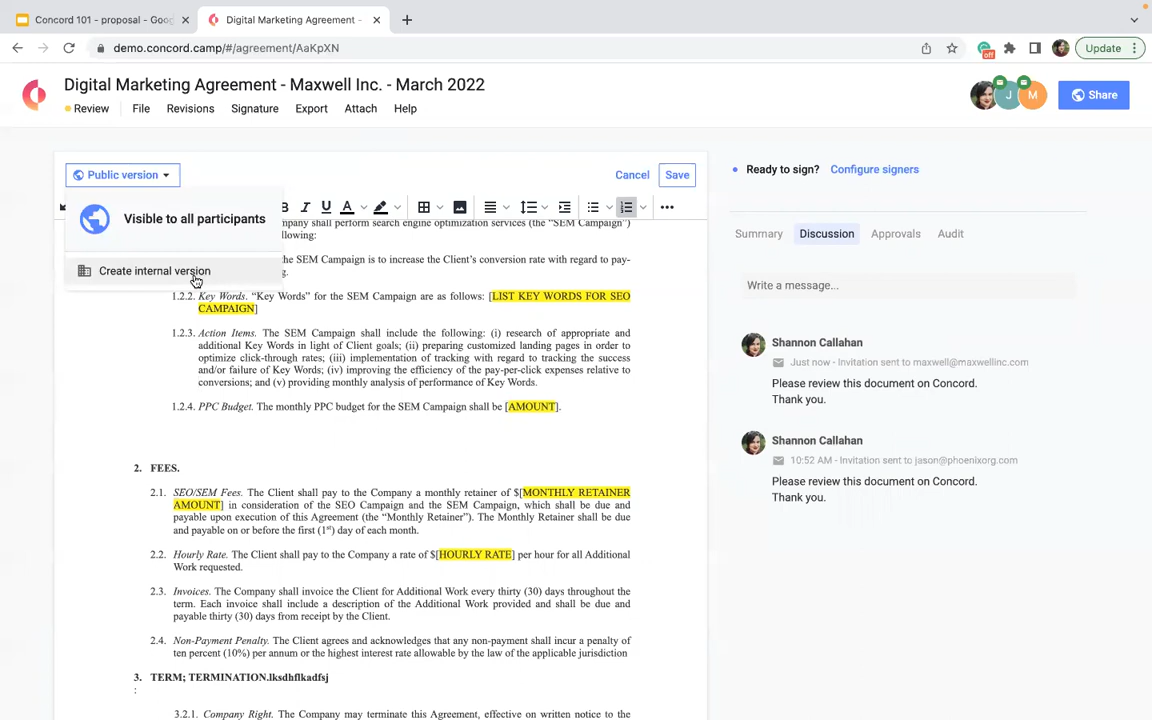 Concord 101 - proposal - Goog
Digital Marketing Agreement -
demo.concord.camp/#/agreement/AaKpXN
off
Update
Digital Marketing Agreement - Maxwell Inc. - March 2022
Review File Revisions Signature Export Attach Help
J M
Share
Public version
Cancel Save
Visible to all participants
B I U A
Create internal version
shall perform search engine optimization services (the “SEM Campaign”)
llowing:
the SEM Campaign is to increase the Client’s conversion rate with regard to pay-
1.2.2. Key Words. “Key Words” for the SEM Campaign are as follows: [LIST KEY WORDS FOR SEO
CAMPAIGN]
1.2.3. Action Items. The SEM Campaign shall include the following: (i) research of appropriate and
additional Key Words in light of Client goals; (ii) preparing customized landing pages in order to
optimize click-through rates; (iii) implementation of tracking with regard to tracking the success
and/or failure of Key Words; (iv) improving the efficiency of the pay-per-click expenses relative to
conversions; and (v) providing monthly analysis of performance of Key Words.
1.2.4. PPC Budget. The monthly PPC budget for the SEM Campaign shall be [AMOUNT].
2. FEES.
2.1. SEO/SEM Fees. The Client shall pay to the Company a monthly retainer of $[MONTHLY RETAINER
AMOUNT] in consideration of the SEO Campaign and the SEM Campaign, which shall be due and
payable upon execution of this Agreement (the “Monthly Retainer”). The Monthly Retainer shall be due
and payable on or before the first (1st) day of each month.
2.2. Hourly Rate. The Client shall pay to the Company a rate of $[HOURLY RATE] per hour for all Additional
Work requested.
2.3. Invoices. The Company shall invoice the Client for Additional Work every thirty (30) days throughout the
term. Each invoice shall include a description of the Additional Work provided and shall be due and
payable thirty (30) days from receipt by the Client.
2.4. Non-Payment Penalty. The Client agrees and acknowledges that any non-payment shall incur a penalty of
ten percent (10%) per annum or the highest interest rate allowable by the law of the applicable jurisdiction
3. TERM; TERMINATION.lksdhflkadfsj
:
3.2.1. Company Right. The Company may terminate this Agreement, effective on written notice to the
Ready to sign? Configure signers
Summary Discussion Approvals Audit
Write a message...
Shannon Callahan
Just now - Invitation sent to maxwell@maxwellinc.com
Please review this document on Concord.
Thank you.
Shannon Callahan
10:52 AM - Invitation sent to jason@phoenixorg.com
Please review this document on Concord.
Thank you.